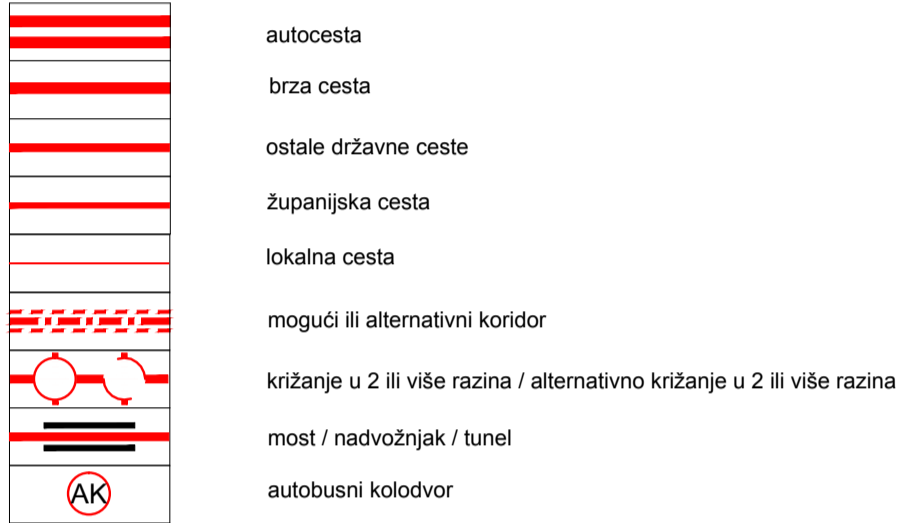 autocesta
brza cesta
ostale državne ceste
županijska cesta
lokalna cesta
mogući ili alternativni koridor
križanje u 2 ili više razina / alternativno križanje u 2 ili više razina
most / nadvožnjak / tunel
AK autobusni kolodvor